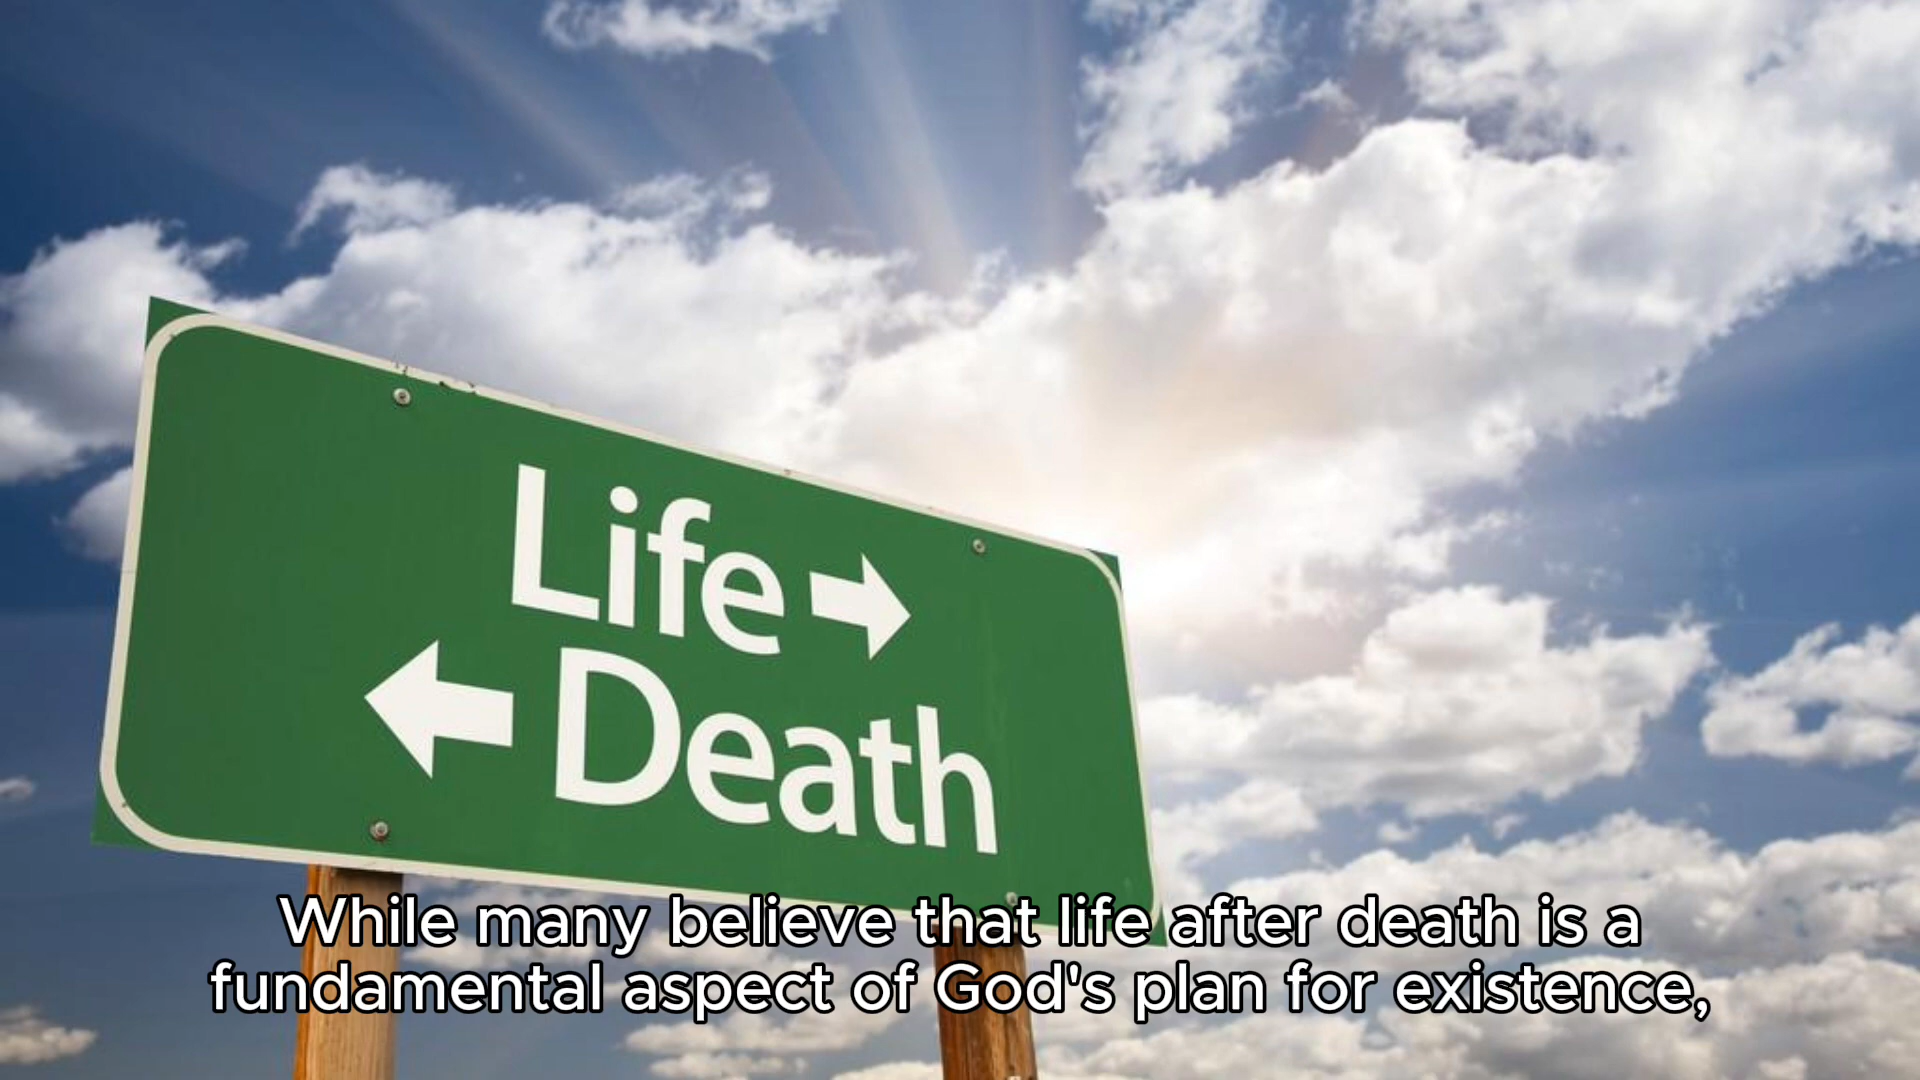 Life →
← Death
While many believe that life after death is a
fundamental aspect of God's plan for existence,